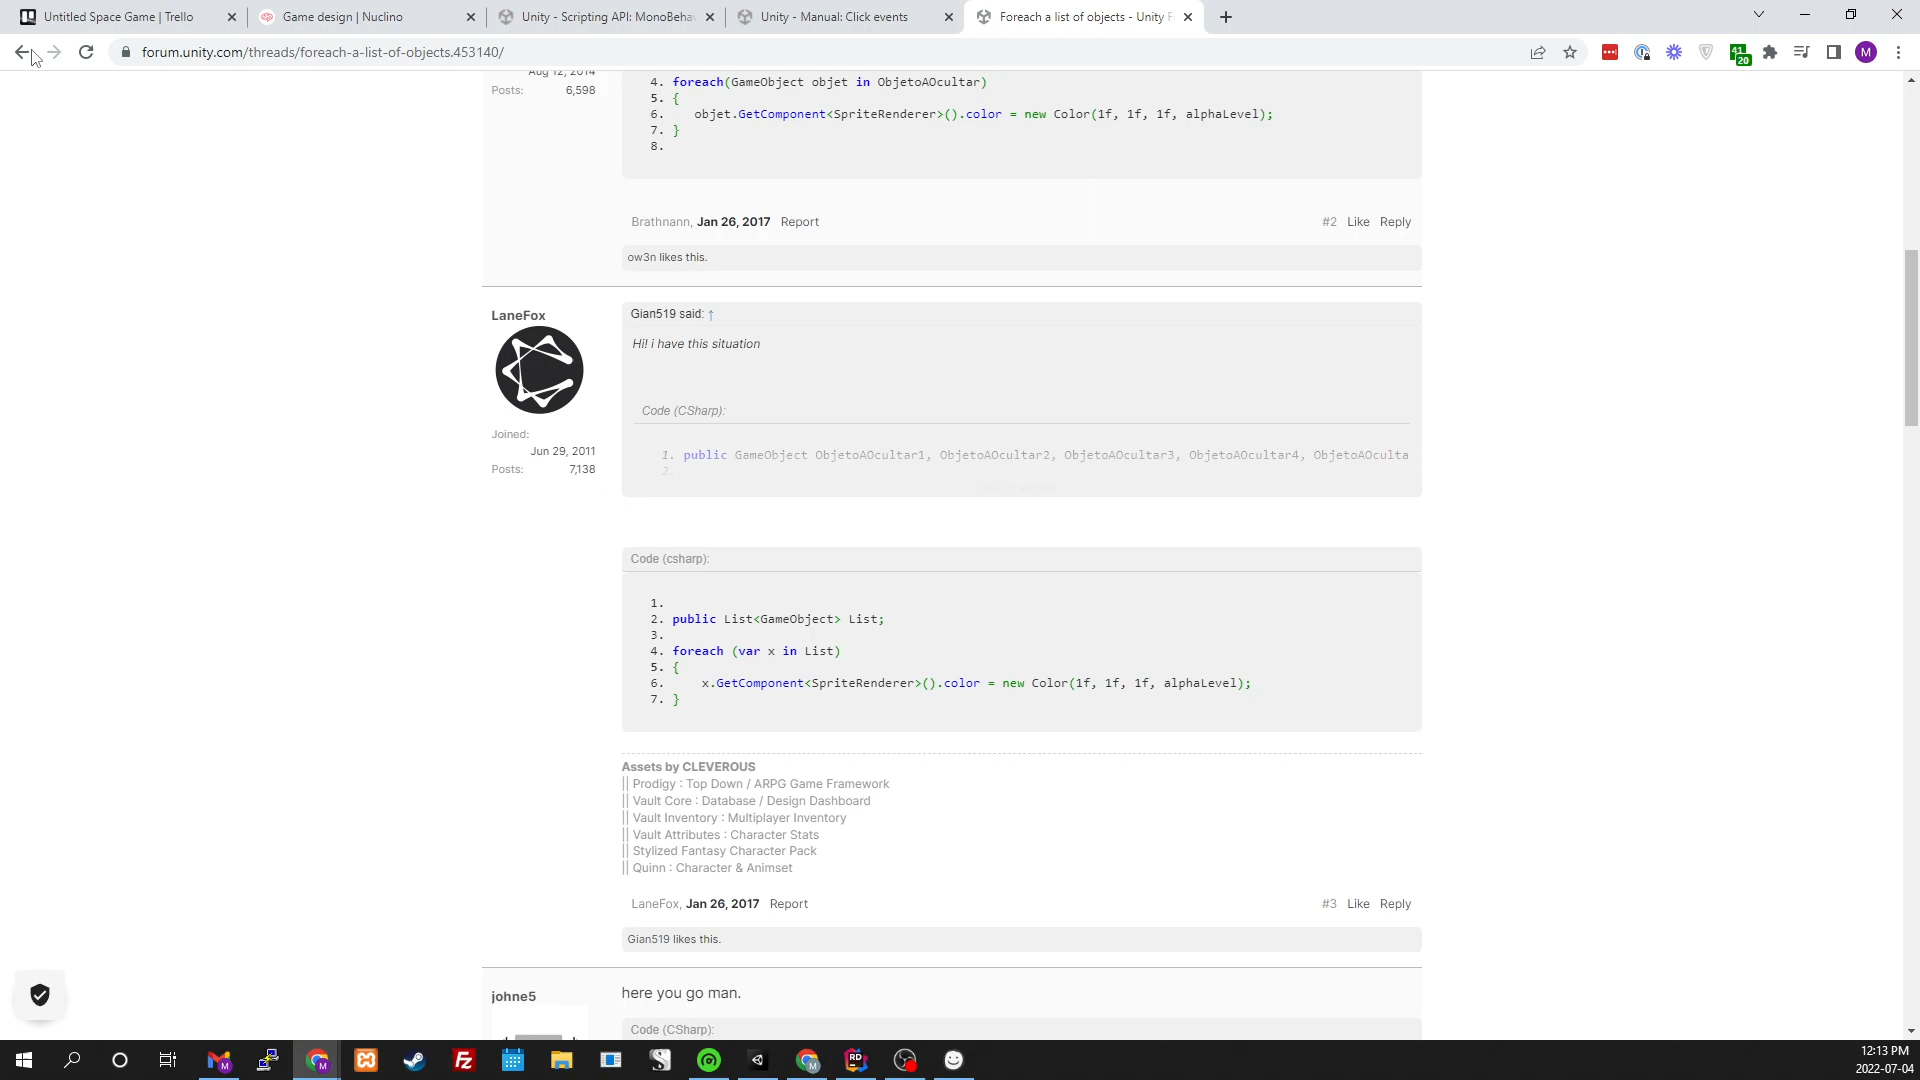 Untitled Space Game | Trello
Game design | Nuclino
Unity - Scripting API: MonoBehav
Unity - Manual: Click events
Foreach a list of objects - Unity F
forum.unity.com/threads/foreach-a-list-of-objects.453140/
41
20
M
Aug 12, 2014
Posts: 6,598
4. foreach(GameObject objet in ObjetoAOcultar)
5. {
6. objet.GetComponent<SpriteRenderer>().color = new Color(1f, 1f, 1f, alphaLevel);
7. }
8.
Brathnann, Jan 26, 2017 Report
#2 Like Reply
ow3n likes this.
LaneFox
Joined:
Jun 29, 2011
Posts: 7,138
Gian519 said: ↑
Hi! i have this situation
Code (CSharp):
1. public GameObject ObjetoAOcultar1, ObjetoAOcultar2, ObjetoAOcultar3, ObjetoAOcultar4, ObjetoAOculta
2.
Code (csharp):
1.
2. public List<GameObject> List;
3.
4. foreach (var x in List)
5. {
6. x.GetComponent<SpriteRenderer>().color = new Color(1f, 1f, 1f, alphaLevel);
7. }
Assets by CLEVEROUS
|| Prodigy : Top Down / ARPG Game Framework
|| Vault Core : Database / Design Dashboard
|| Vault Inventory : Multiplayer Inventory
|| Vault Attributes : Character Stats
|| Stylized Fantasy Character Pack
|| Quinn : Character & Animset
LaneFox, Jan 26, 2017 Report
#3 Like Reply
Gian519 likes this.
johne5
here you go man.
Code (CSharp):
12:13 PM
2022-07-04